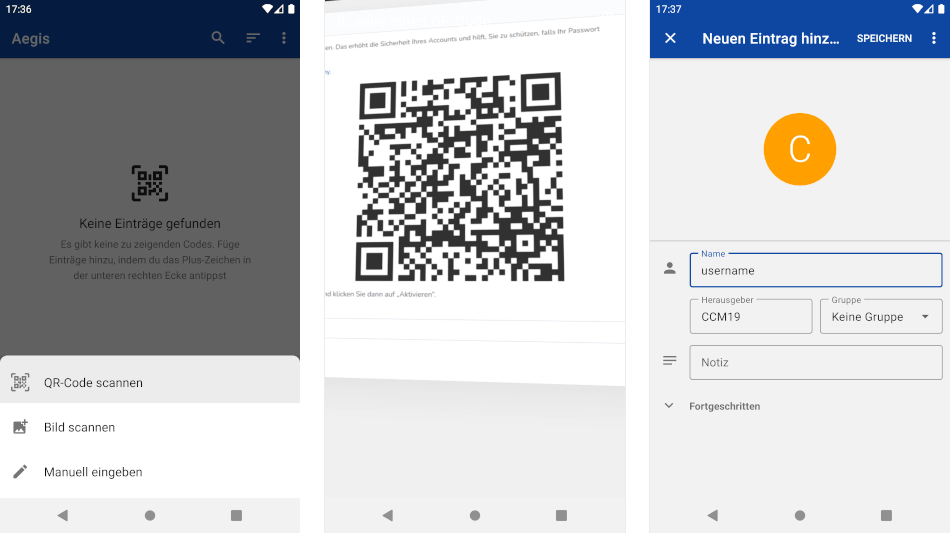 17:36
Aegis
Keine Einträge gefunden
Es gibt keine zu zeigenden Codes. Füge
Einträge hinzu, indem du das Plus-Zeichen in
der unteren rechten Ecke antippst
QR-Code scannen
Bild scannen
Manuell eingeben
en. Das erhöht die Sicherheit Ihres Accounts und hilft, Sie zu schützen, falls Ihr Passwort
nd klicken Sie dann auf „Aktivieren".
17:37
Neuen Eintrag hinz... SPEICHERN
C
Name
username
Herausgeber
CCM19
Gruppe
Keine Gruppe
Notiz
Fortgeschritten